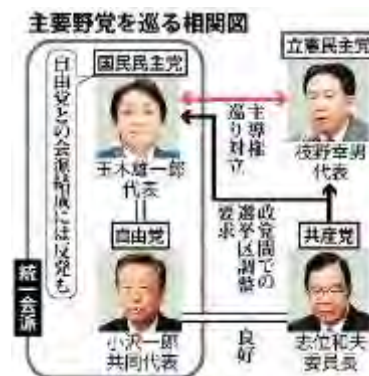 主要野党を巡る相関図
国民民主党
自由党との会派結成には反発も
玉木雄一郎
代表
立憲民主党
枝野幸男
代表
主導権
巡り対立
政党間での
選挙区調整
要求
自由党
小沢一郎
共同代表
統一会派
共産党
志位和夫
委員長
良好